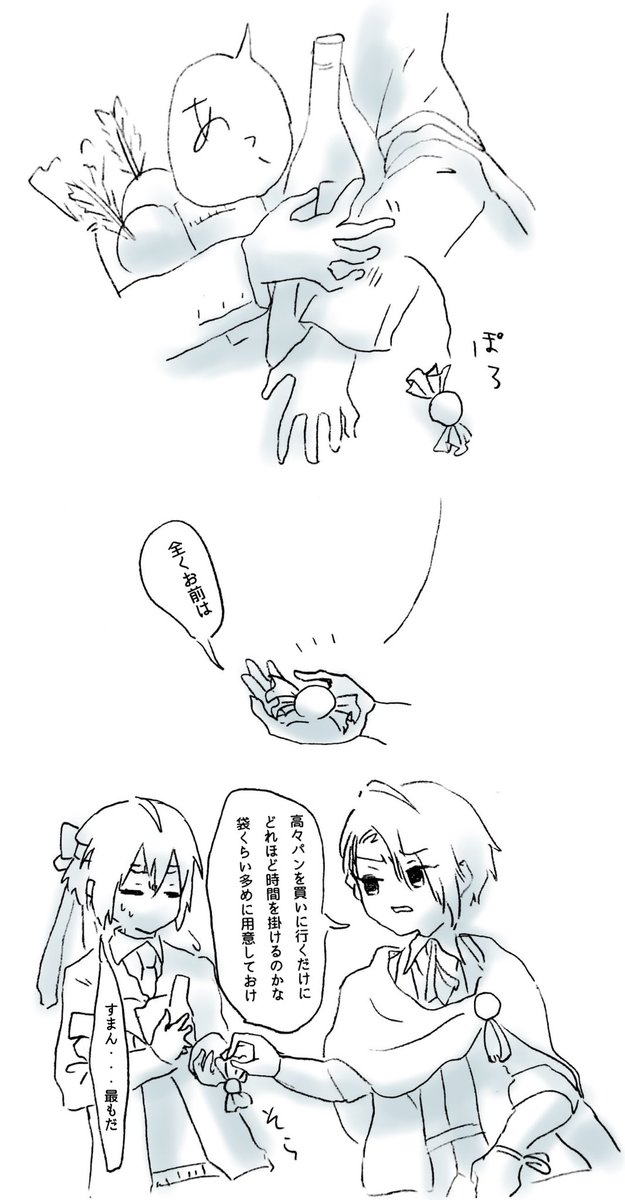 あっ
ぽろ
全くお前は
高々パンを買いに行くだけに
どれほど時間を掛けるのかな
袋くらい多めに用意しておけ
すまん・・・最もだ
そら